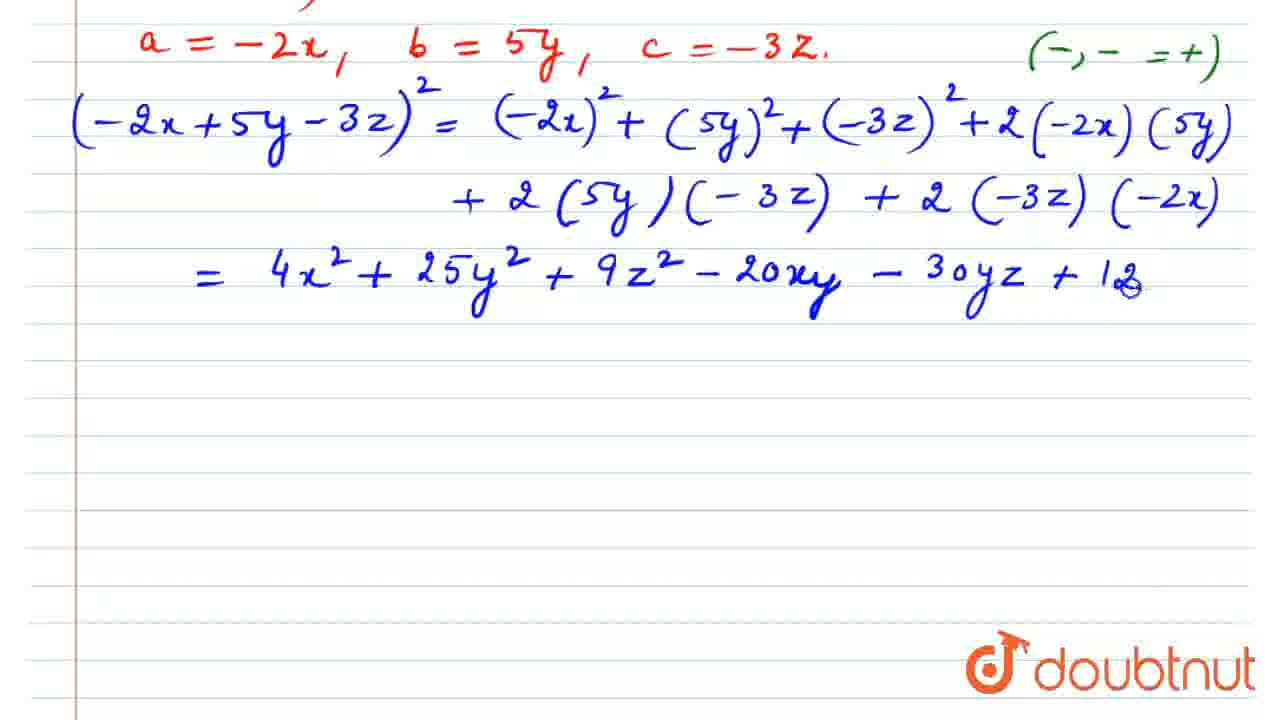 a = -2x, b = 5y, c = -3z.
(-, - = +)
(-2x + 5y - 3z)² = (-2x)² + (5y)² + (-3z)² + 2(-2x)(5y)
+ 2(5y)(-3z) + 2(-3z)(-2x)
= 4x² + 25y² + 9z² - 20xy - 30yz + 12
doubtnut